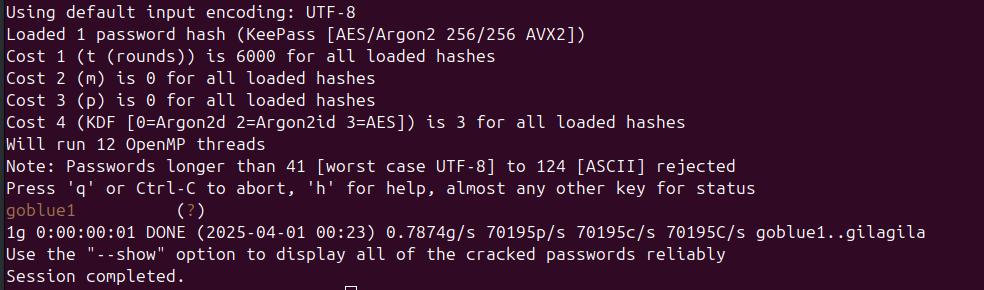 Using default input encoding: UTF-8
Loaded 1 password hash (KeePass [AES/Argon2 256/256 AVX2])
Cost 1 (t (rounds)) is 6000 for all loaded hashes
Cost 2 (m) is 0 for all loaded hashes
Cost 3 (p) is 0 for all loaded hashes
Cost 4 (KDF [0=Argon2d 2=Argon2id 3=AES]) is 3 for all loaded hashes
Will run 12 OpenMP threads
Note: Passwords longer than 41 [worst case UTF-8] to 124 [ASCII] rejected
Press 'q' or Ctrl-C to abort, 'h' for help, almost any other key for status
goblue1          (?)
1g 0:00:00:01 DONE (2025-04-01 00:23) 0.7874g/s 70195p/s 70195c/s 70195C/s goblue1..gilagila
Use the "--show" option to display all of the cracked passwords reliably
Session completed.